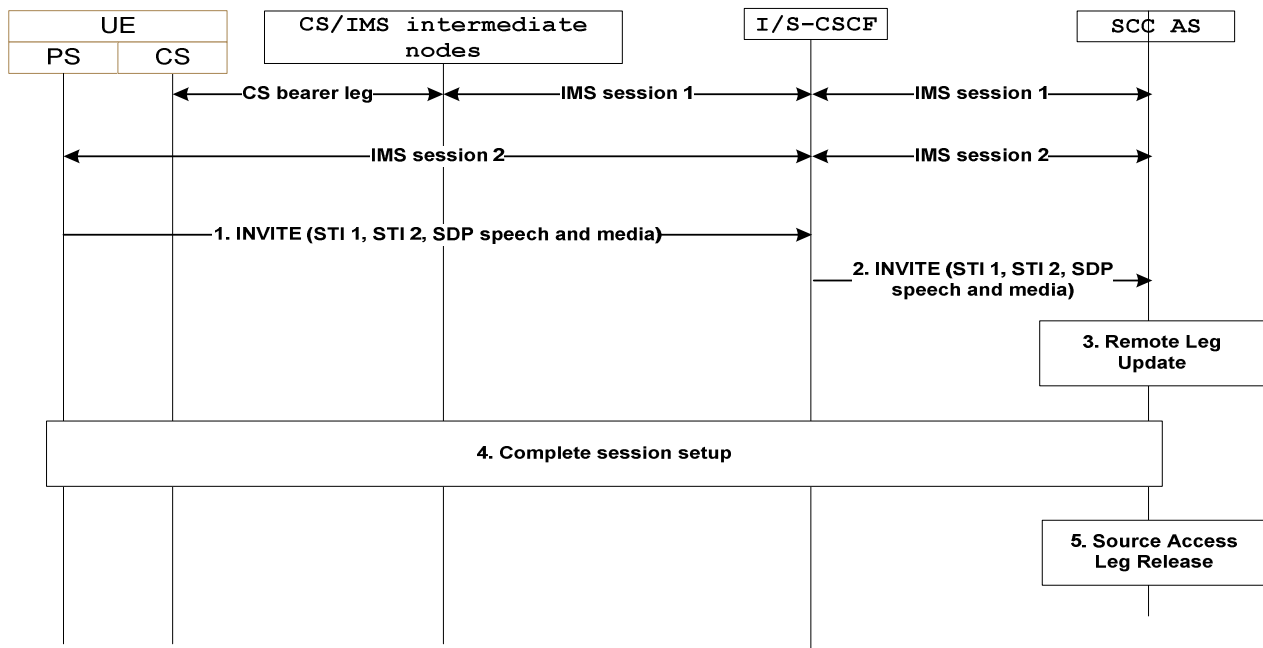 UE
PS
CS
CS/IMS intermediate
nodes
I/S-CSCF
SCC AS
CS bearer leg
IMS session 1
IMS session 1
IMS session 2
IMS session 2
1. INVITE (STI 1, STI 2, SDP speech and media)
2. INVITE (STI 1, STI 2, SDP
speech and media)
3. Remote Leg
Update
4. Complete session setup
5. Source Access
Leg Release